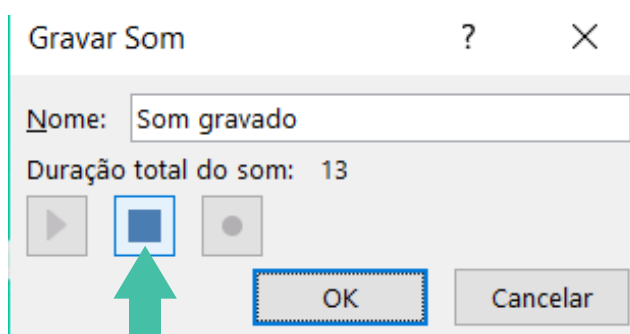 Gravar Som ?
Nome: Som gravado
Duração total do som: 13
OK Cancelar